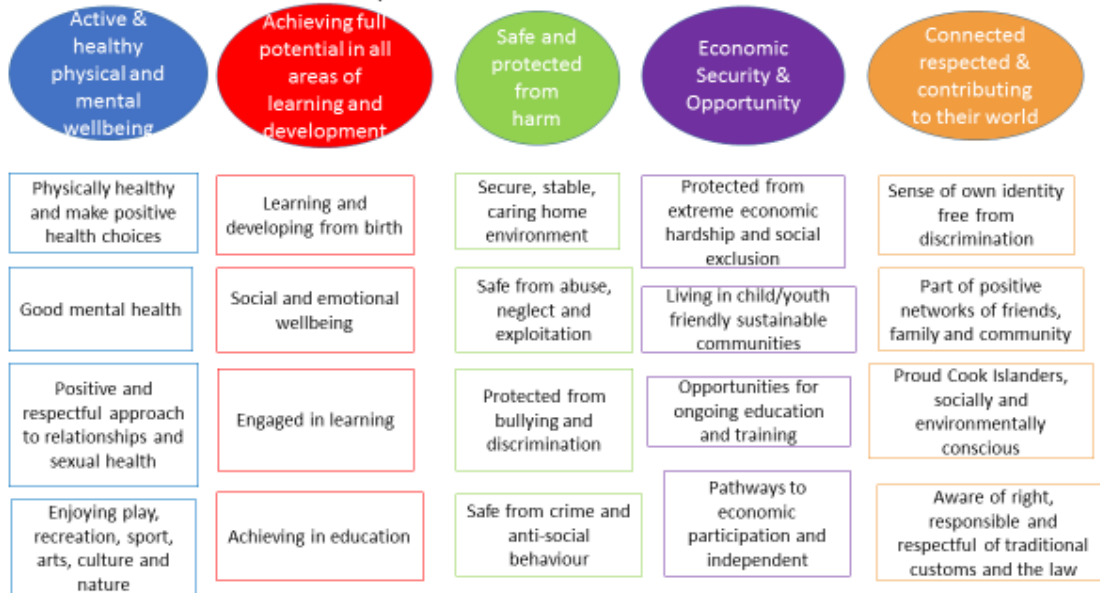 Active &
healthy
physical and
mental
wellbeing
Achieving full
potential in all
areas of
learning and
development
Safe and
protected
from
harm
Economic
Security &
Opportunity
Connected
respected &
contributing
to their world
Physically healthy
and make positive
health choices
Learning and
developing from birth
Secure, stable,
caring home
environment
Protected from
extreme economic
hardship and social
exclusion
Sense of own identity
free from
discrimination
Good mental health
Social and emotional
wellbeing
Safe from abuse,
neglect and
exploitation
Living in child/youth
friendly sustainable
communities
Part of positive
networks of friends,
family and community
Positive and
respectful approach
to relationships and
sexual health
Engaged in learning
Protected from
bullying and
discrimination
Opportunities for
ongoing education
and training
Proud Cook Islanders,
socially and
environmentally
conscious
Enjoying play,
recreation, sport,
arts, culture and
nature
Achieving in education
Safe from crime and
anti-social
behaviour
Pathways to
economic
participation and
independent
Aware of right,
responsible and
respectful of traditional
customs and the law